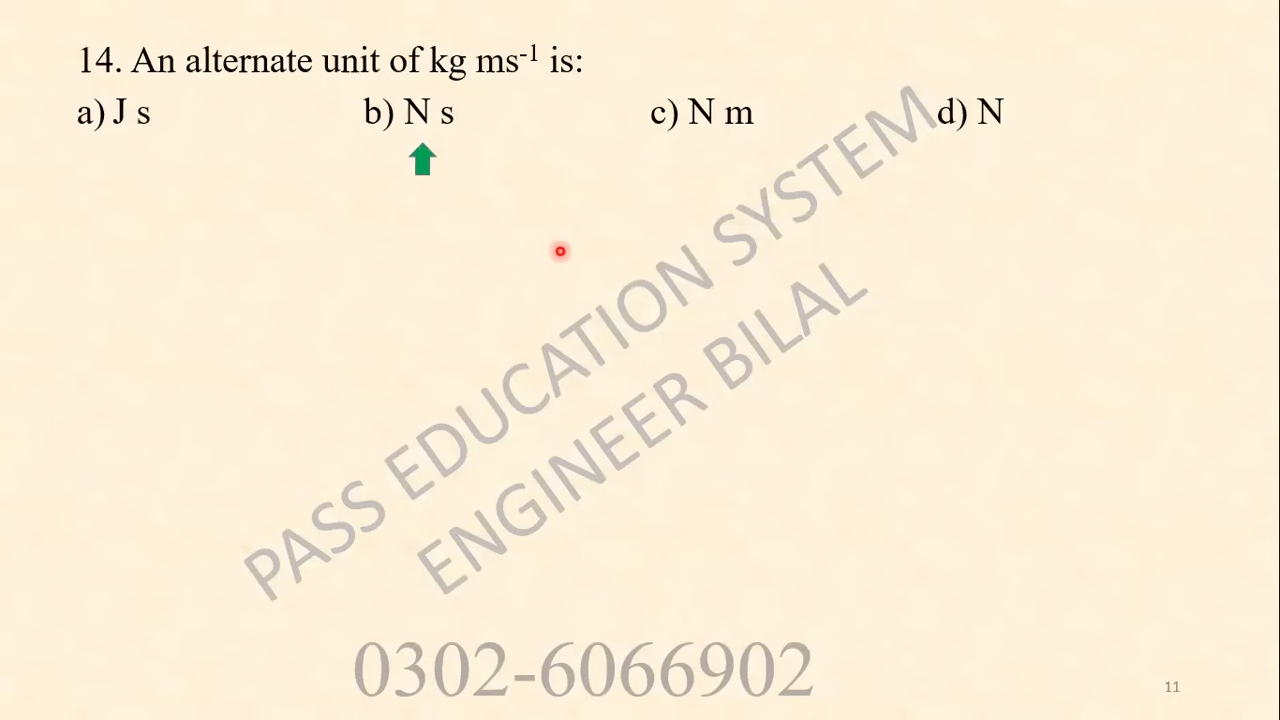 14. An alternate unit of kg ms⁻¹ is:
a) J s b) N s c) N m d) N
PASS EDUCATION SYSTEM
ENGINEER BILAL
0302-6066902
11